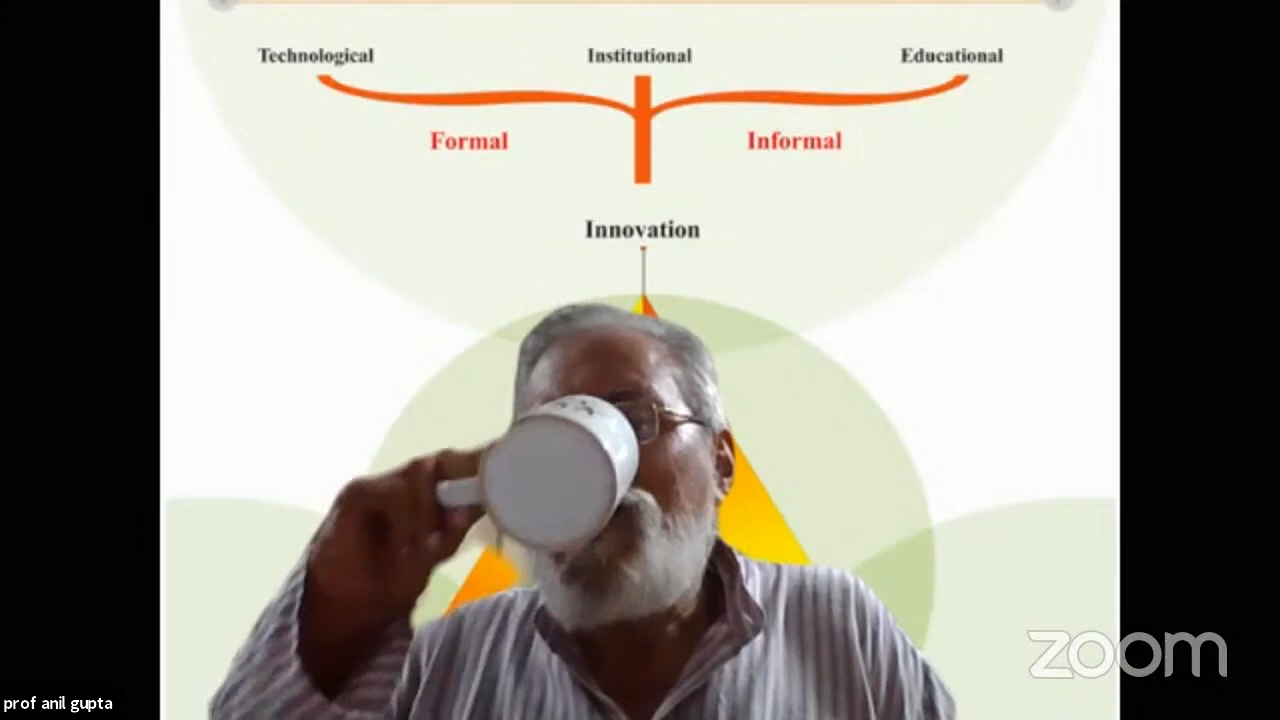 Technological Institutional Educational
Formal Informal
Innovation
zoom
prof anil gupta